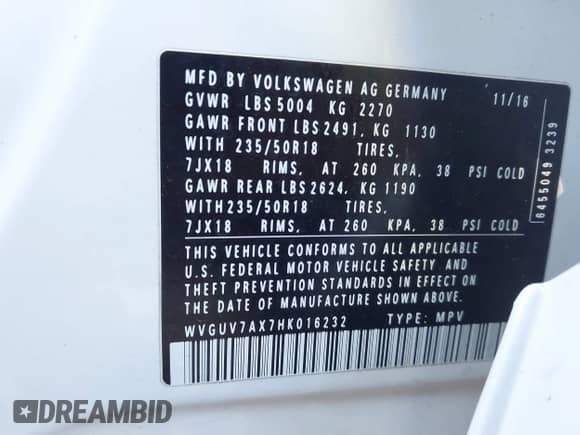 MFD BY VOLKSWAGEN AG GERMANY 11/16
GVWR LBS 5004 KG 2270
GAWR FRONT LBS 2491, KG 1130
WITH 235/50R18 TIRES,
7JX18 RIMS, AT 260 KPA, 38 PSI COLD
GAWR REAR LBS 2624, KG 1190
WITH235/50R18 TIRES,
7JX18 RIMS, AT 260 KPA, 38 PSI COLD
THIS VEHICLE CONFORMS TO ALL APPLICABLE
U.S. FEDERAL MOTOR VEHICLE SAFETY AND
THEFT PREVENTION STANDARDS IN EFFECT ON
THE DATE OF MANUFACTURE SHOWN ABOVE.
WVGUV7AX7HK016232 TYPE: MPV
6455049 3239
DREAMBID